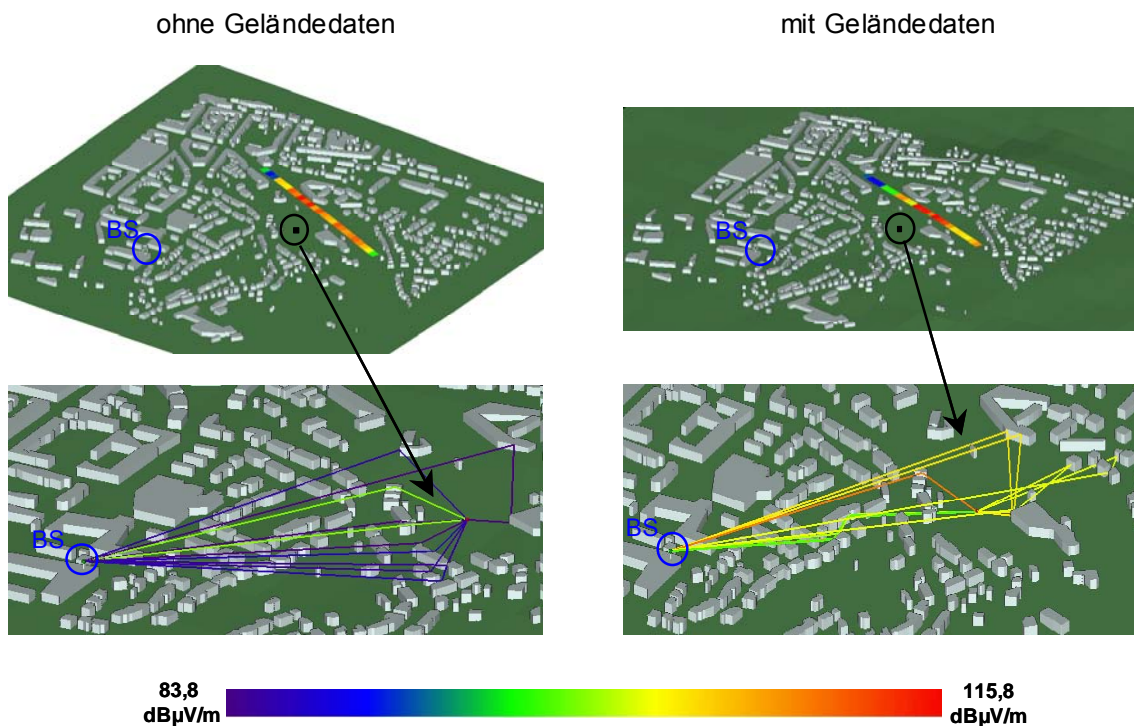 ohne Geländedaten
mit Geländedaten
BS
BS
BS
BS
83,8
dBµV/m
115,8
dBµV/m